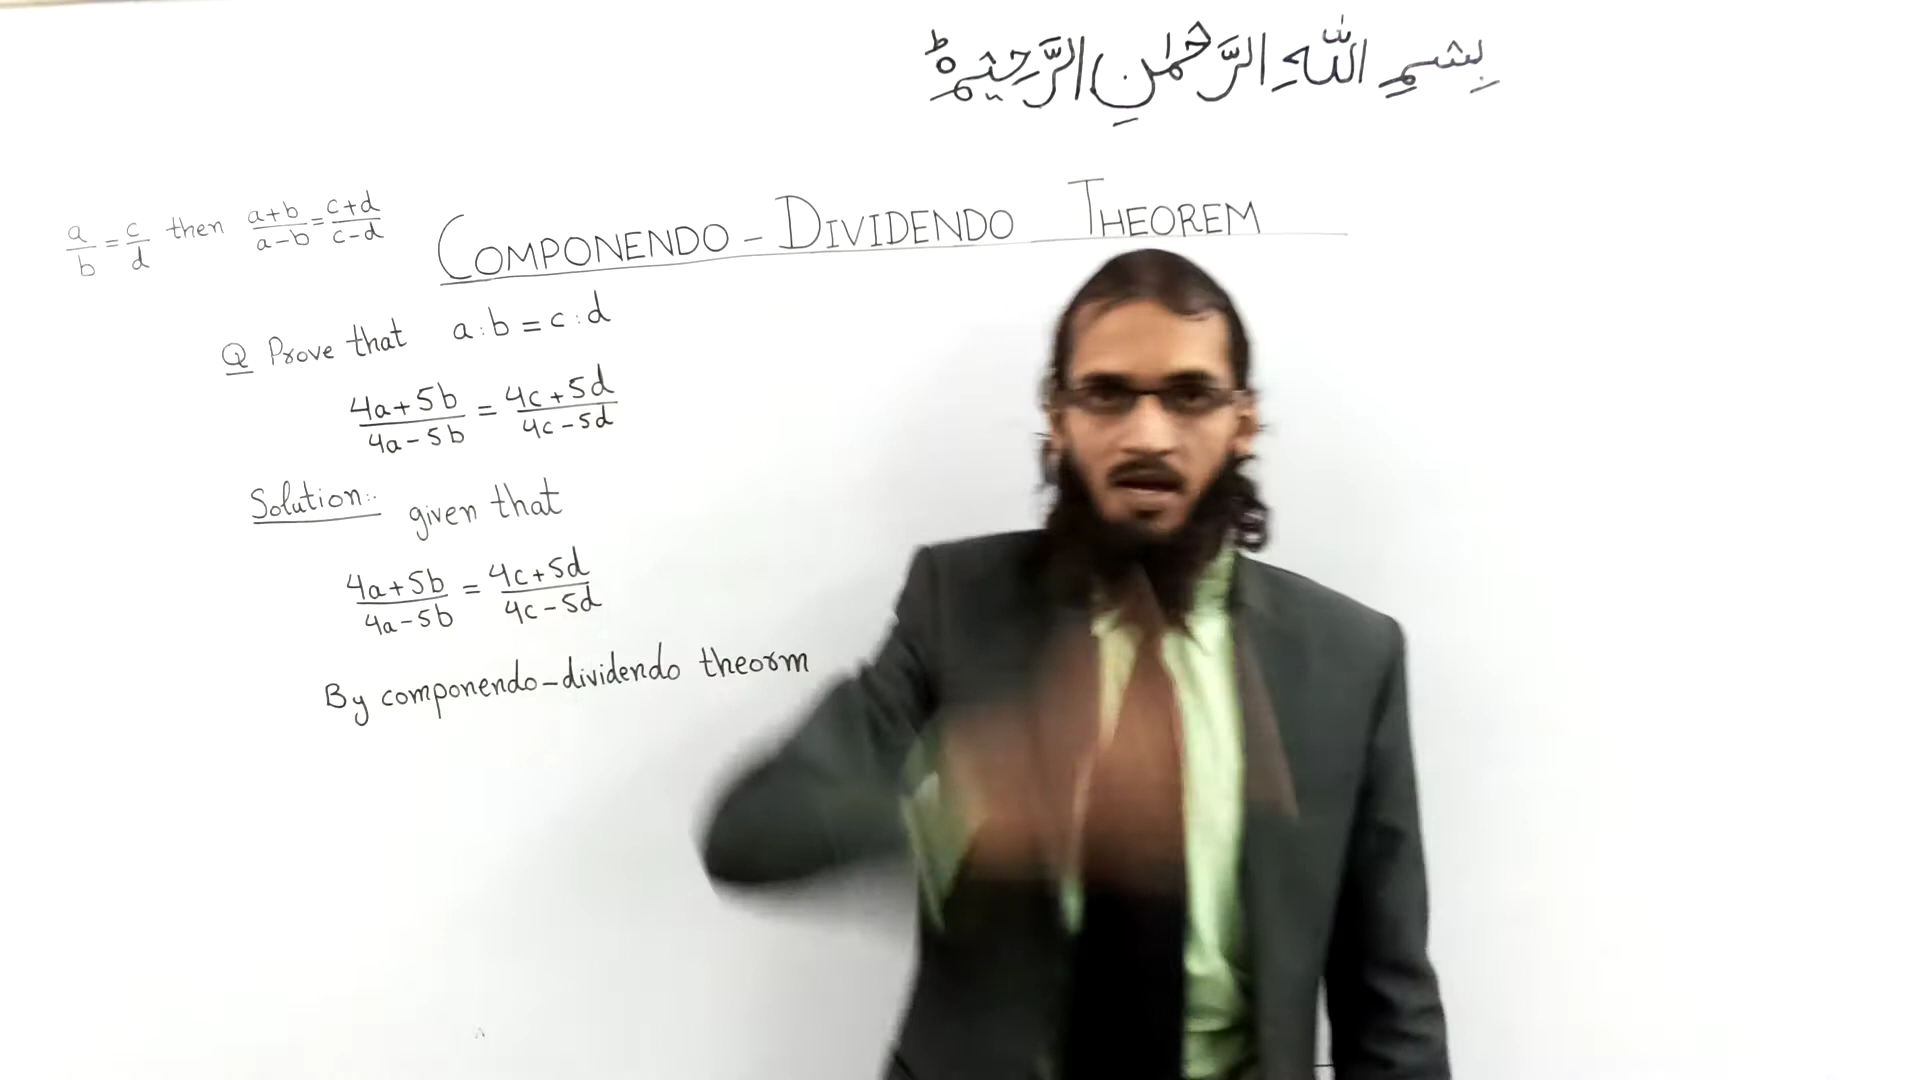 بِسْمِ اللّٰهِ الرَّحْمٰنِ الرَّحِيْمِ ط
a/b = c/d then a+b/a-b = c+d/c-d
COMPONENDO - DIVIDENDO THEOREM
Q Prove that a:b = c:d
4a+5b/4a-5b = 4c+5d/4c-5d
Solution:. given that
4a+5b/4a-5b = 4c+5d/4c-5d
By componendo-dividendo theorm